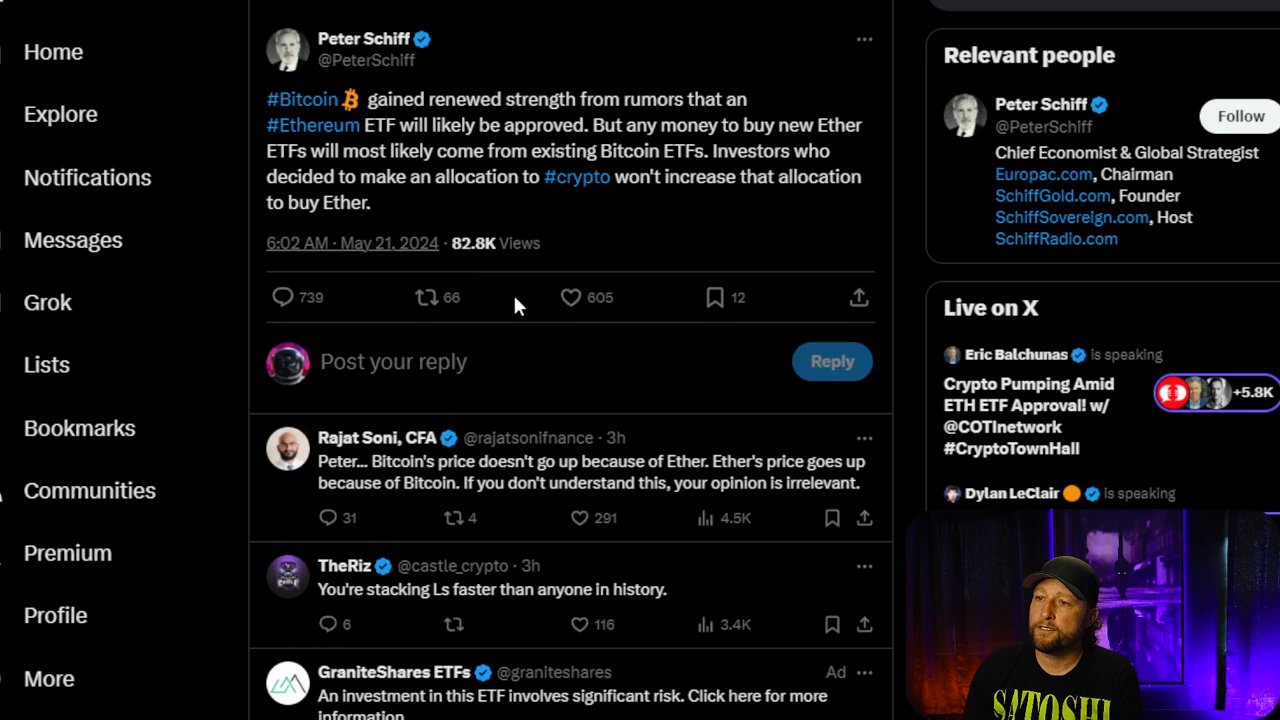 Home
Explore
Notifications
Messages
Grok
Lists
Bookmarks
Communities
Premium
Profile
More
Peter Schiff
@PeterSchiff
#Bitcoin gained renewed strength from rumors that an
#Ethereum ETF will likely be approved. But any money to buy new Ether
ETFs will most likely come from existing Bitcoin ETFs. Investors who
decided to make an allocation to #crypto won't increase that allocation
to buy Ether.
6:02 AM · May 21, 2024 · 82.8K Views
739 66 605 12
Post your reply Reply
Rajat Soni, CFA @rajatsonifnance · 3h
Peter... Bitcoin's price doesn't go up because of Ether. Ether's price goes up
because of Bitcoin. If you don't understand this, your opinion is irrelevant.
31 4 291 4.5K
TheRiz @castle_crypto · 3h
You're stacking Ls faster than anyone in history.
6 116 3.4K
GraniteShares ETFs @graniteshares Ad
An investment in this ETF involves significant risk. Click here for more
information
Relevant people
Peter Schiff
@PeterSchiff
Follow
Chief Economist & Global Strategist
Europac.com, Chairman
SchiffGold.com, Founder
SchiffSovereign.com, Host
SchiffRadio.com
Live on X
Eric Balchunas is speaking
Crypto Pumping Amid
ETH ETF Approval! w/
@COTInetwork
#CryptoTownHall
+5.8K
Dylan LeClair is speaking
SATOSHI